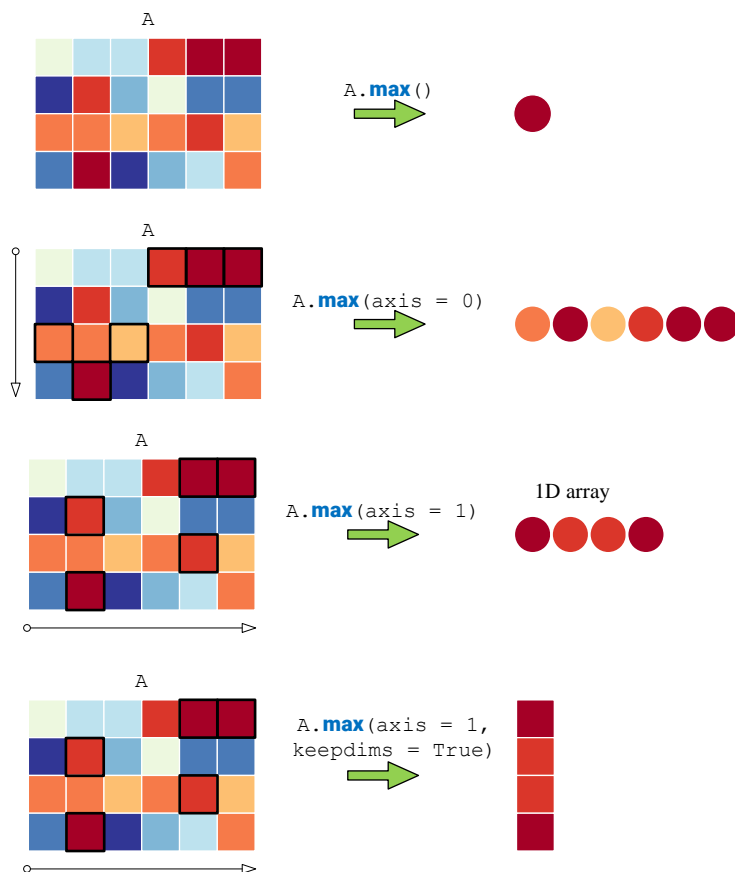 A
A.max()
A
A.max(axis = 0)
A
A.max(axis = 1)
1D array
A
A.max(axis = 1,
keepdims = True)